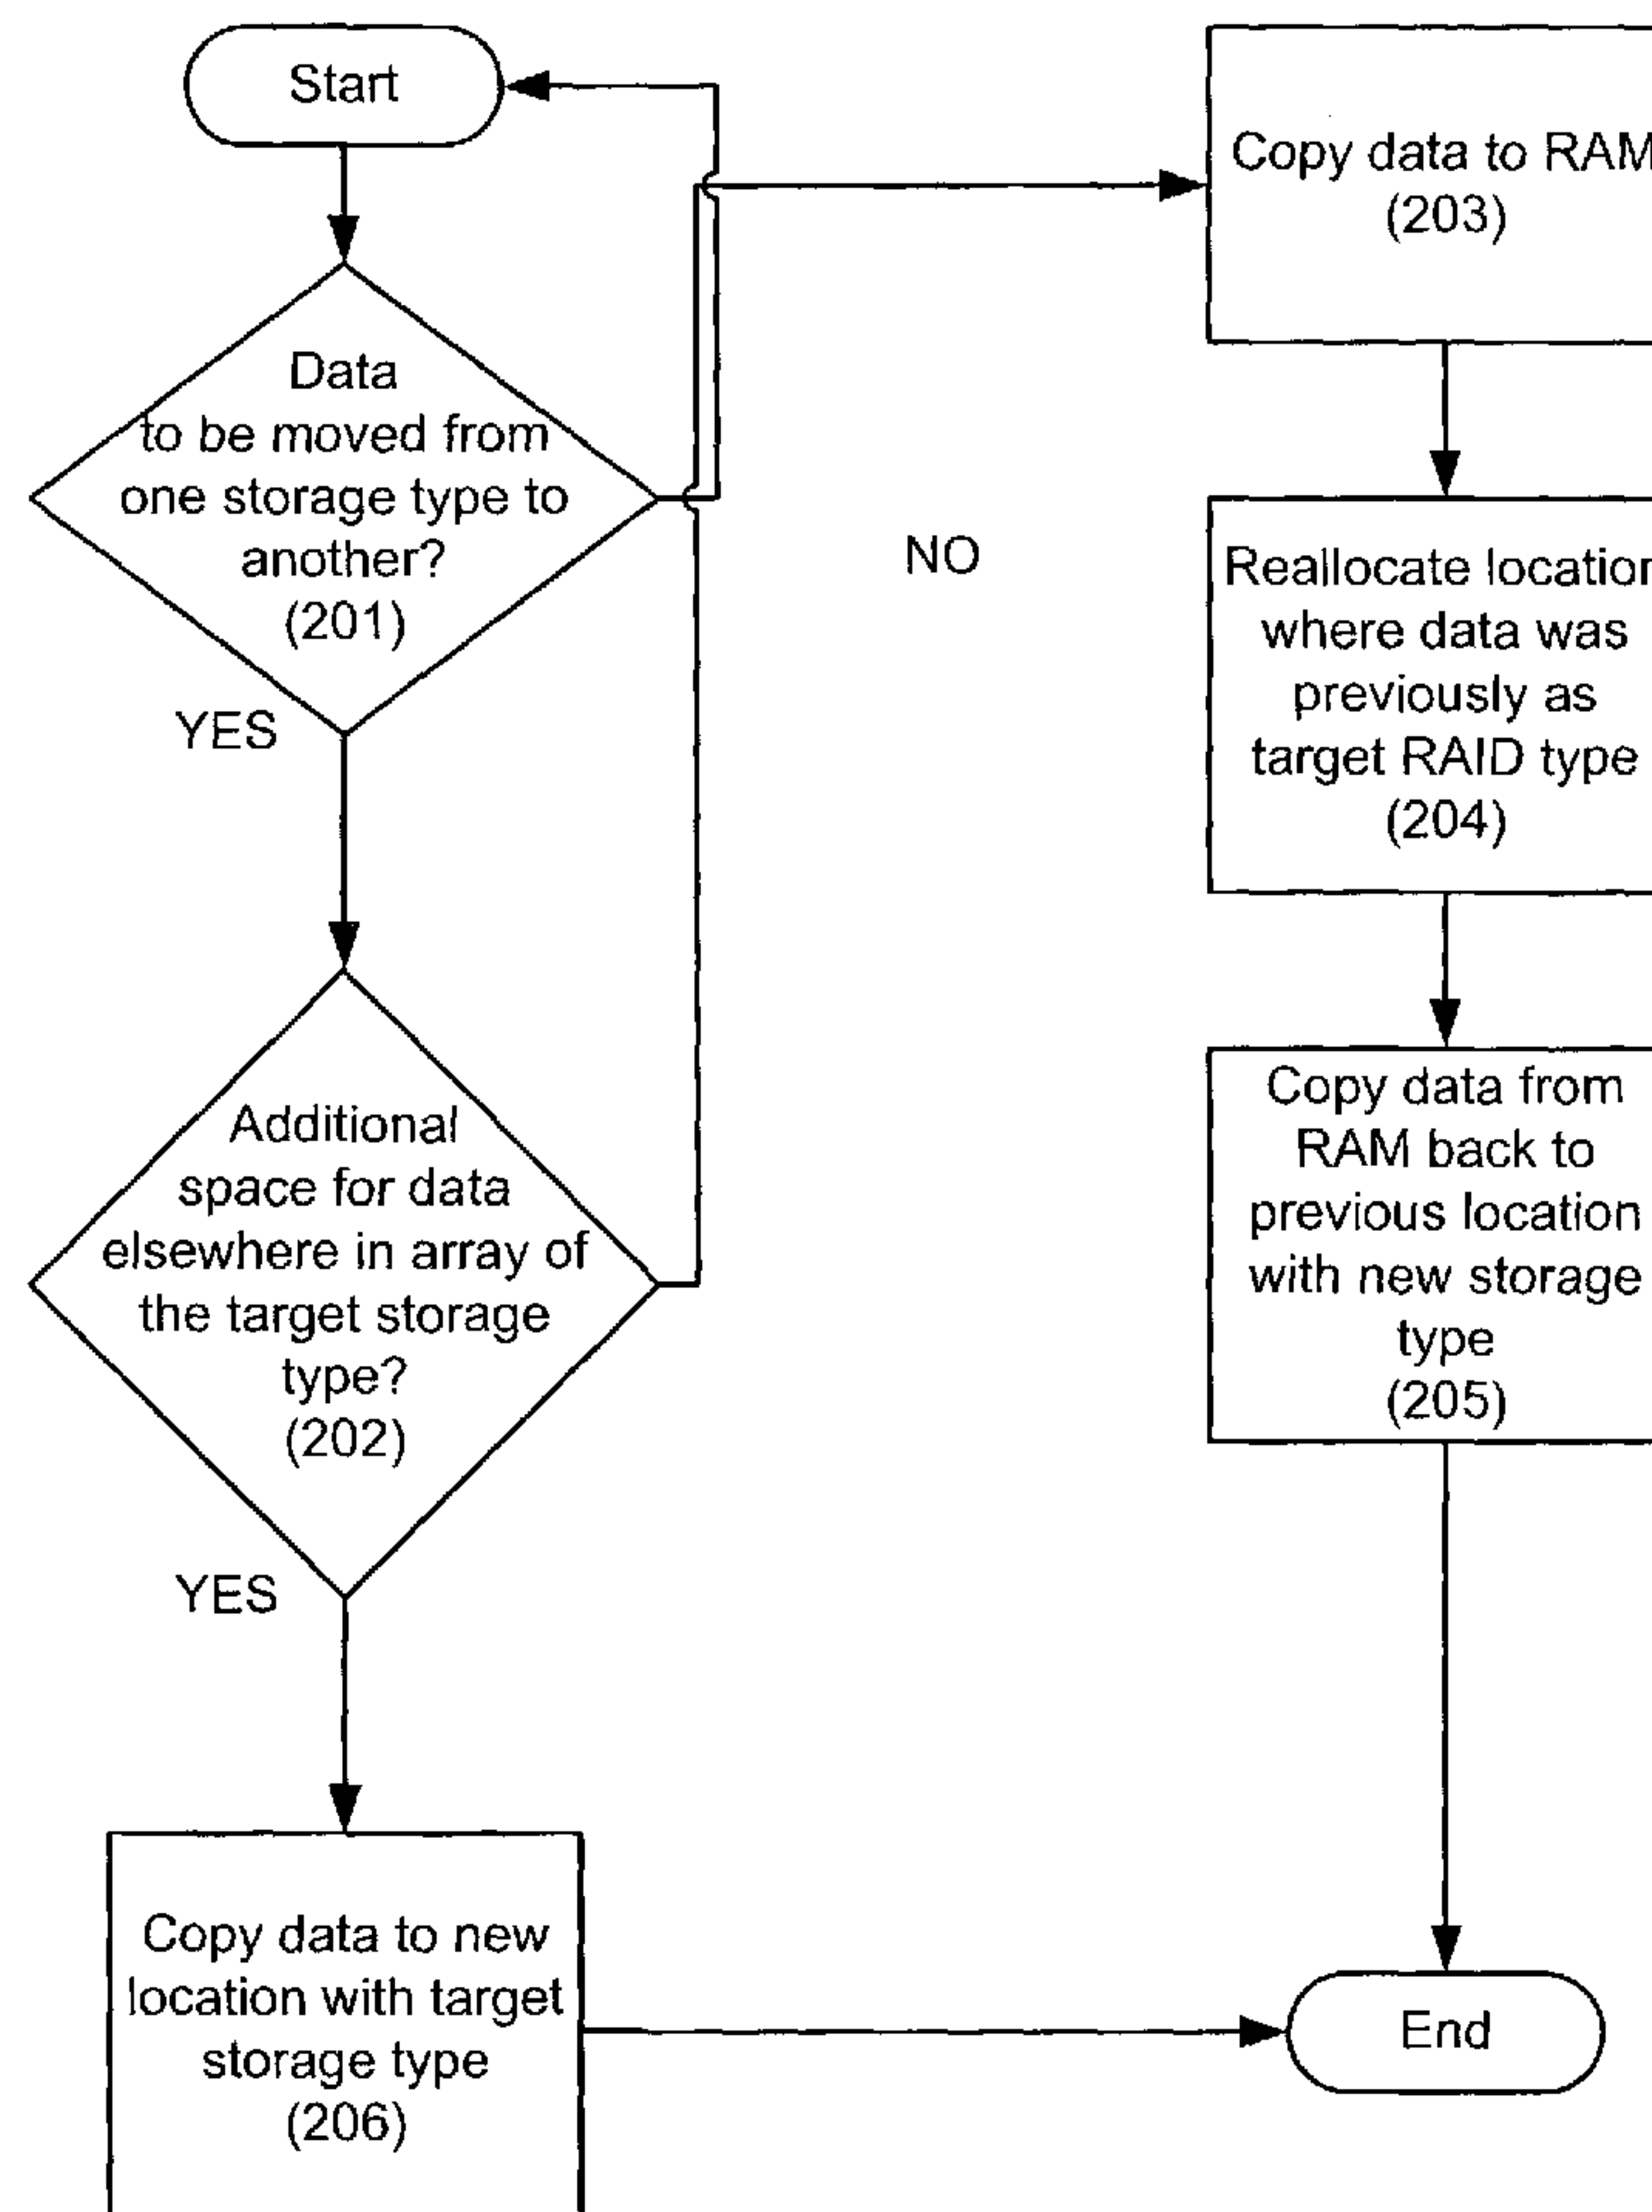 Start
Data
to be moved from
one storage type to
another?
(201)
YES
Additional
space for data
elsewhere in array of
the target storage
type?
(202)
YES
Copy data to new
location with target
storage type
(206)
NO
Copy data to RAM
(203)
Reallocate location
where data was
previously as
target RAID type
(204)
Copy data from
RAM back to
previous location
with new storage
type
(205)
End